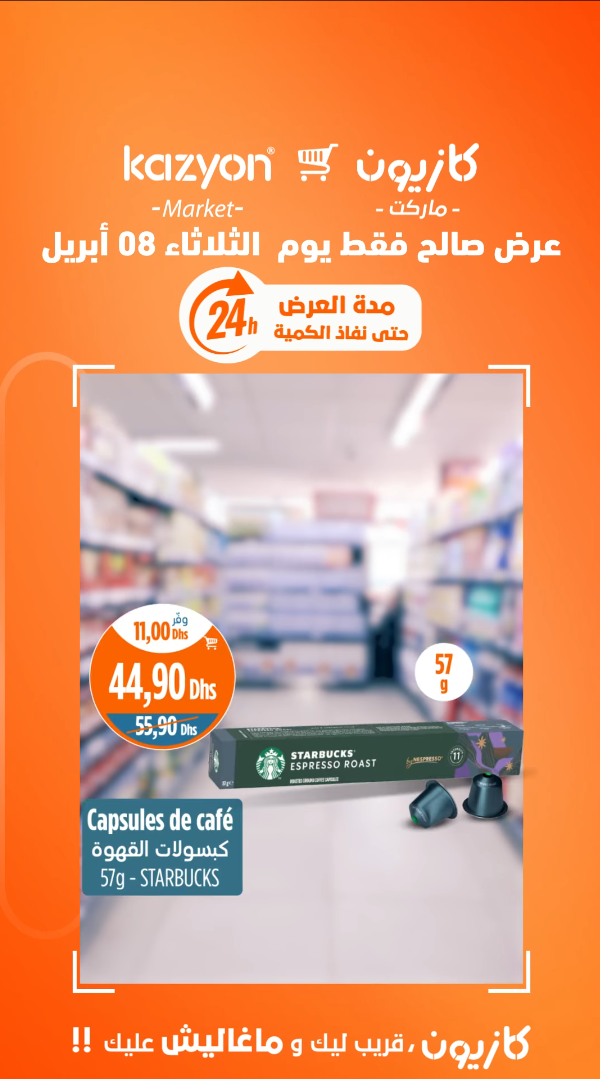 kazyon® كازيون
-Market- - ماركت -
عرض صالح فقط يوم الثلاثاء 08 أبريل
24h
مدة العرض
حتى نفاذ الكمية
وفّر
11,00 Dhs
44,90 Dhs
55,90 Dhs
57
g
STARBUCKS
ESPRESSO ROAST
NESPRESSO
11
Capsules de café
كبسولات القهوة
57g - STARBUCKS
كازيون ، قريب ليك و ماغاليش عليك !!